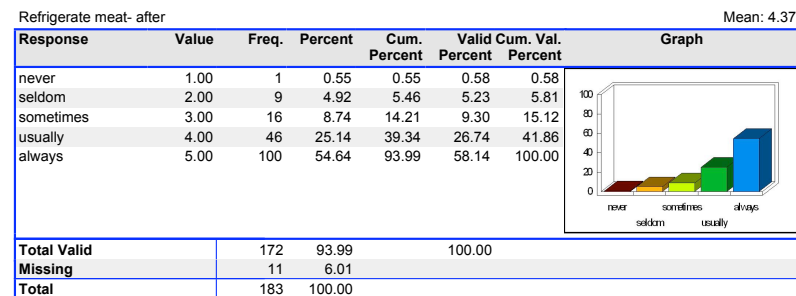 Refrigerate meat- after Mean: 4.37
Response Value Freq. Percent Cum. Percent Valid Percent Cum. Val. Percent Graph
never 1.00 1 0.55 0.55 0.58 0.58
seldom 2.00 9 4.92 5.46 5.23 5.81
sometimes 3.00 16 8.74 14.21 9.30 15.12
usually 4.00 46 25.14 39.34 26.74 41.86
always 5.00 100 54.64 93.99 58.14 100.00
100
80
60
40
20
0
never sometimes always
seldom usually
Total Valid 172 93.99 100.00
Missing 11 6.01
Total 183 100.00